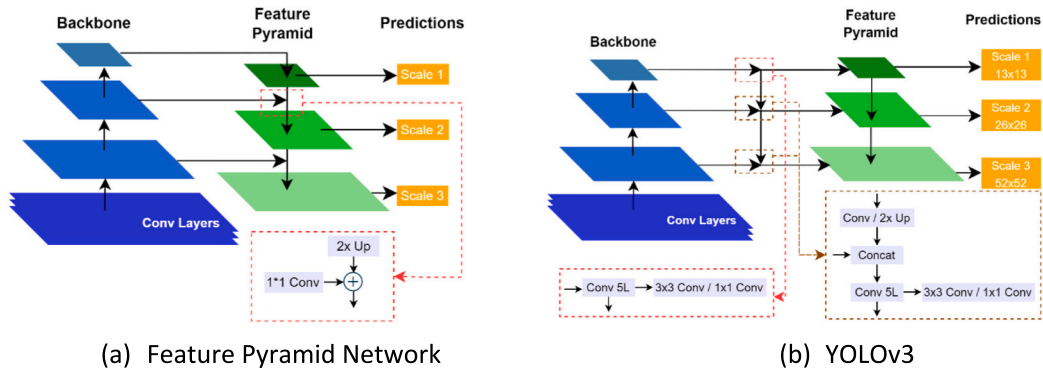 Backbone
Feature
Pyramid
Predictions
Scale 1
Scale 2
Scale 3
Conv Layers
2x Up
1*1 Conv
(a) Feature Pyramid Network
Backbone
Feature
Pyramid
Predictions
Scale 1
13x13
Scale 2
26x26
Scale 3
52x52
Conv Layers
Conv 5L
3x3 Conv / 1x1 Conv
Conv / 2x Up
Concat
Conv 5L
3x3 Conv / 1x1 Conv
(b) YOLOv3